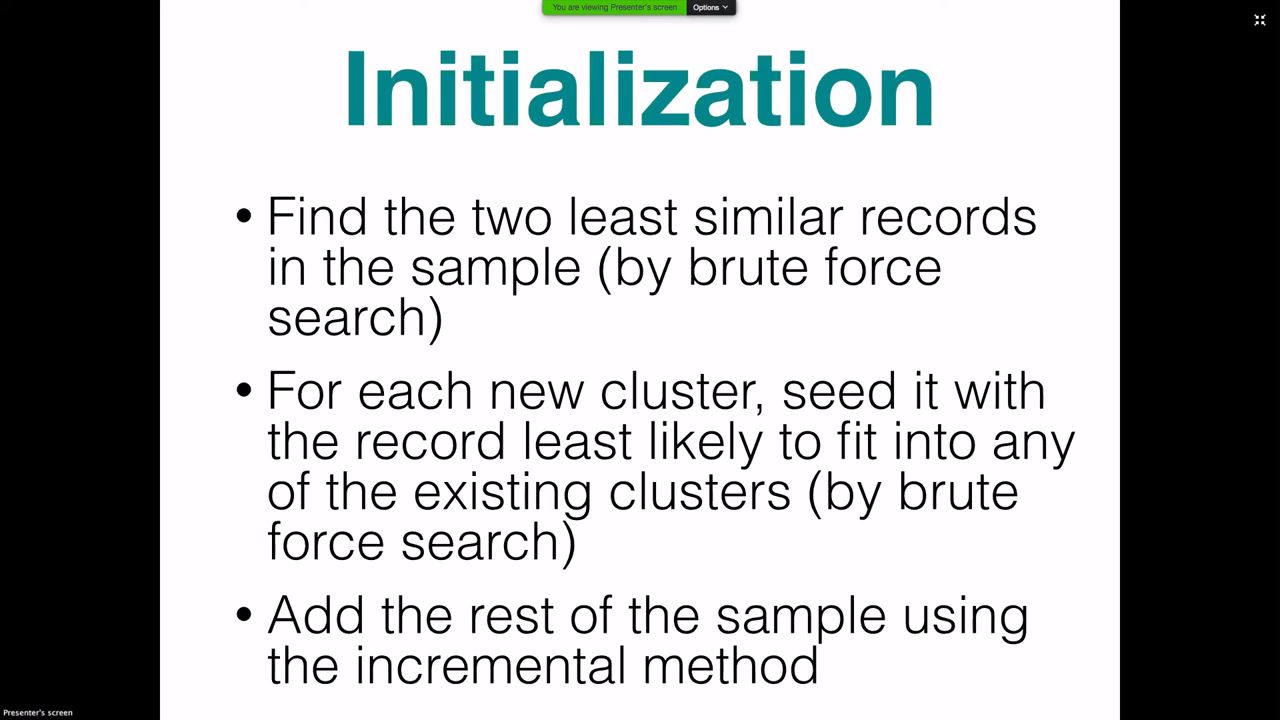 You are viewing Presenter's screen
Options
Initialization
• Find the two least similar records
in the sample (by brute force
search)
• For each new cluster, seed it with
the record least likely to fit into any
of the existing clusters (by brute
force search)
• Add the rest of the sample using
the incremental method
Presenter's screen